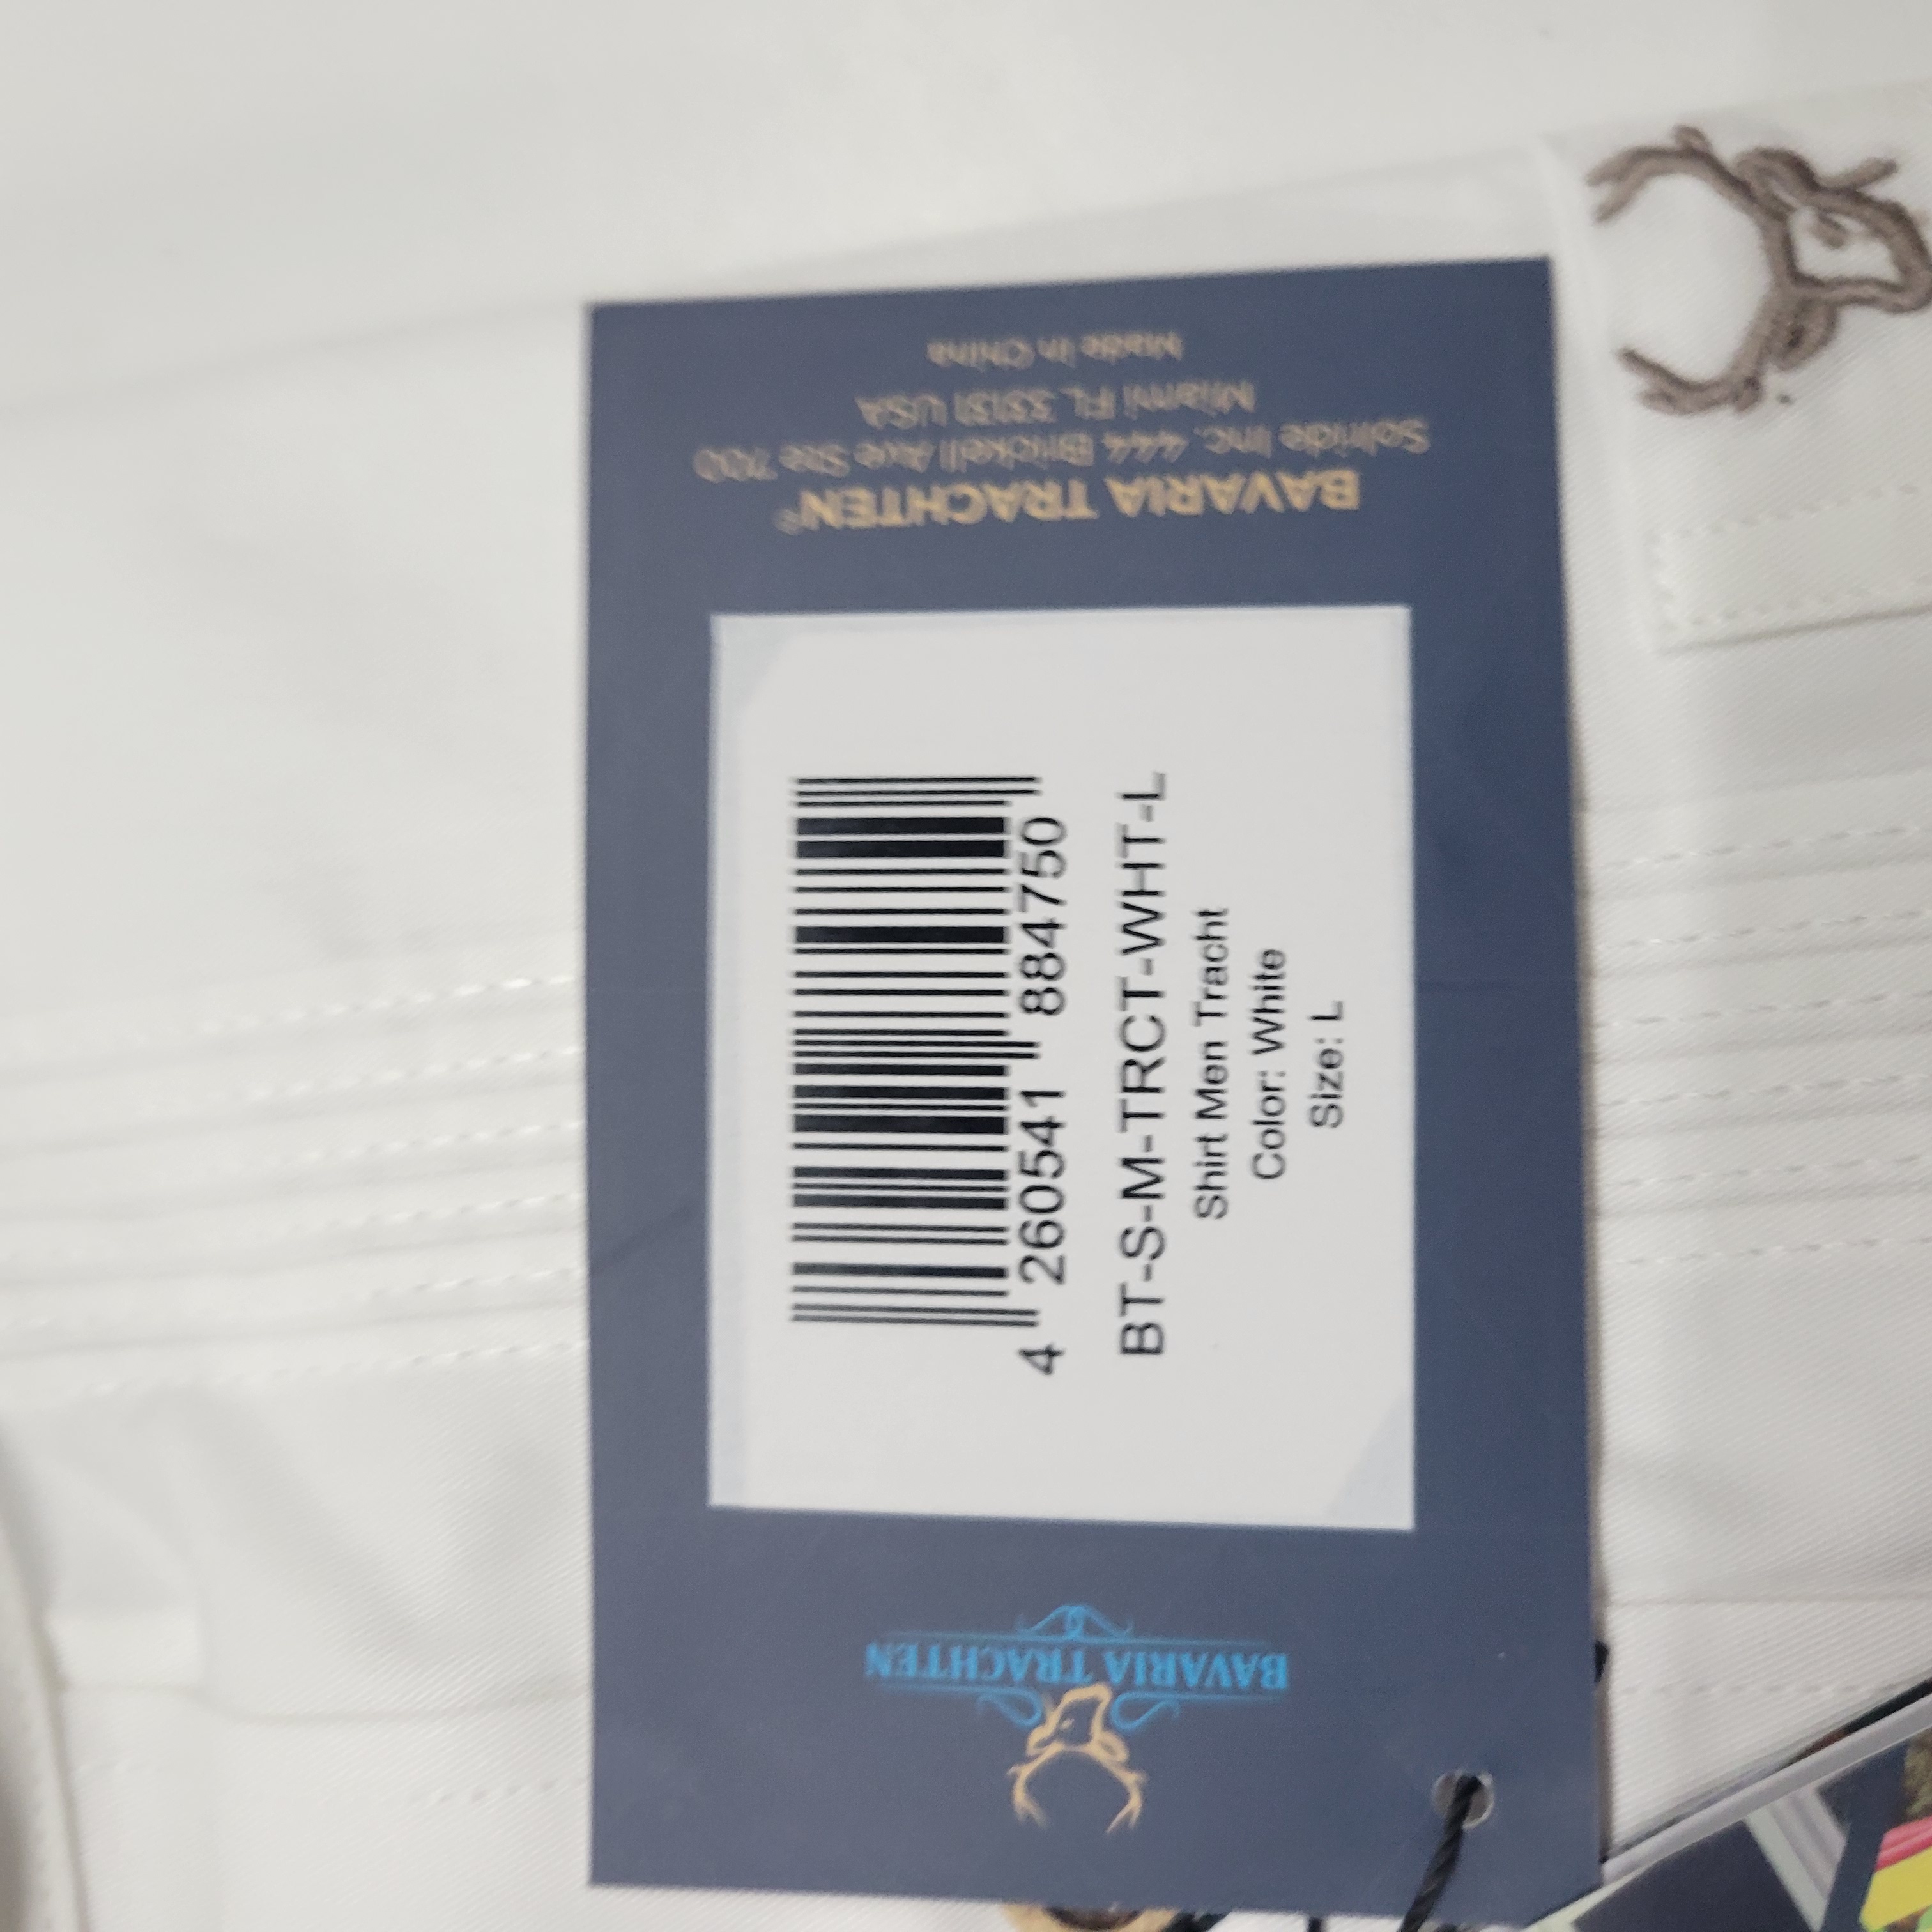 BAVARIA TRACHTEN
4 260541 884750
BT-S-M-TRCT-WHT-L
Shirt Men Tracht
Color: White
Size: L
BAVARIA TRACHTEN®
Solride Inc. 444 Brickell Ave Ste 700
Miami FL 33131 USA
Made in China